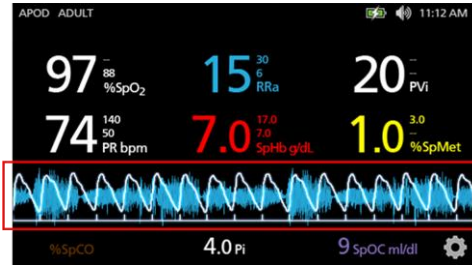 APOD ADULT 11:12 AM
97 -- 88 %SpO2
15 30 6 RRa
20 -- -- PVi
74 140 50 PR bpm
7.0 17.0 7.0 SpHb g/dL
1.0 3.0 -- %SpMet
%SpCO 4.0 Pi 9 SpOC ml/dl